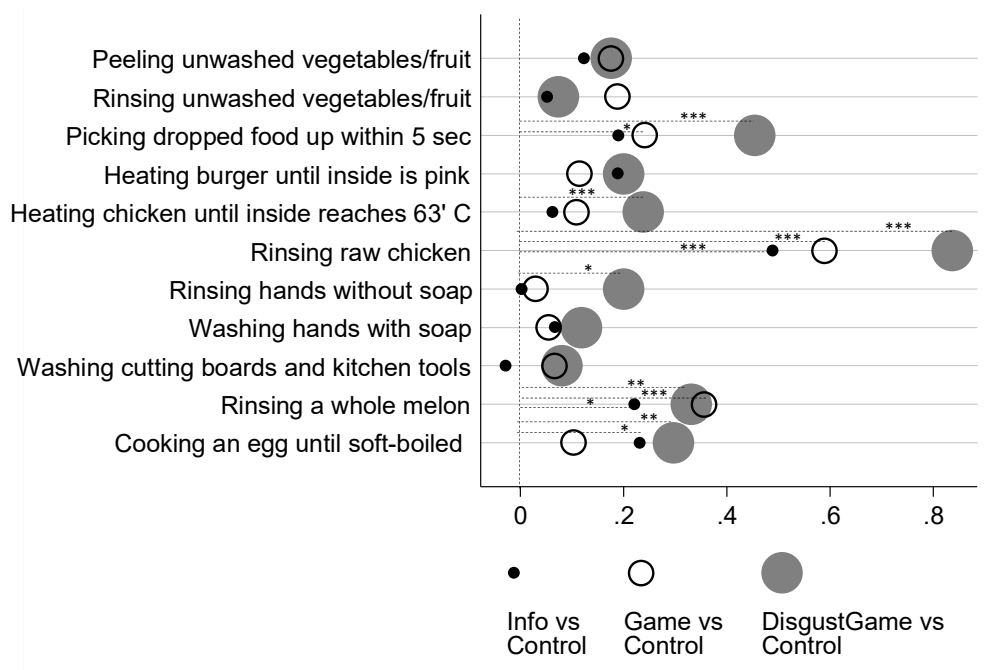 Peeling unwashed vegetables/fruit
Rinsing unwashed vegetables/fruit
***
Picking dropped food up within 5 sec *
Heating burger until inside is pink
***
Heating chicken until inside reaches 63' C
***
***
Rinsing raw chicken ***
*
Rinsing hands without soap
Washing hands with soap
Washing cutting boards and kitchen tools
**
***
Rinsing a whole melon *
**
*
Cooking an egg until soft-boiled
0 .2 .4 .6 .8
Info vs Control
Game vs Control
DisgustGame vs Control